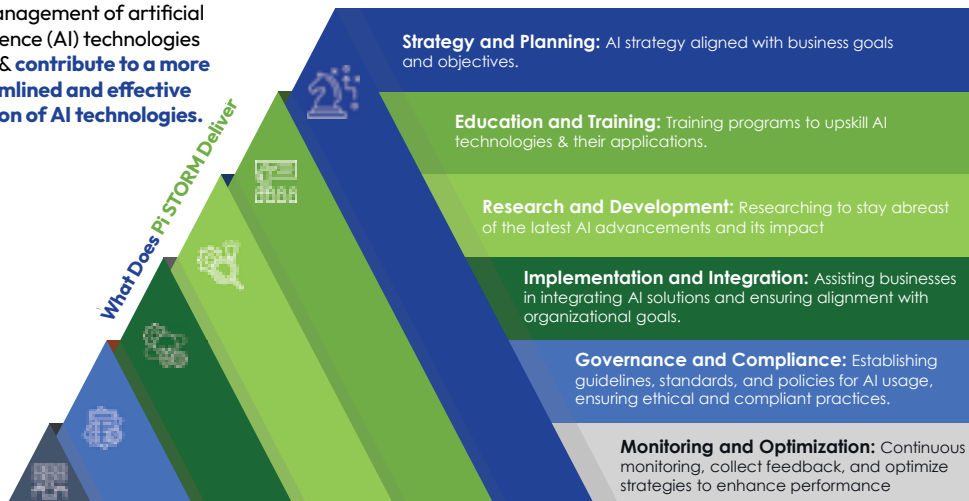 anagement of artificial
ence (AI) technologies
& contribute to a more
mlined and effective
on of AI technologies.
What Does Pi STORM Deliver
Strategy and Planning: AI strategy aligned with business goals
and objectives.
Education and Training: Training programs to upskill AI
technologies & their applications.
Research and Development: Researching to stay abreast
of the latest AI advancements and its impact
Implementation and Integration: Assisting businesses
in integrating AI solutions and ensuring alignment with
organizational goals.
Governance and Compliance: Establishing
guidelines, standards, and policies for AI usage,
ensuring ethical and compliant practices.
Monitoring and Optimization: Continuous
monitoring, collect feedback, and optimize
strategies to enhance performance